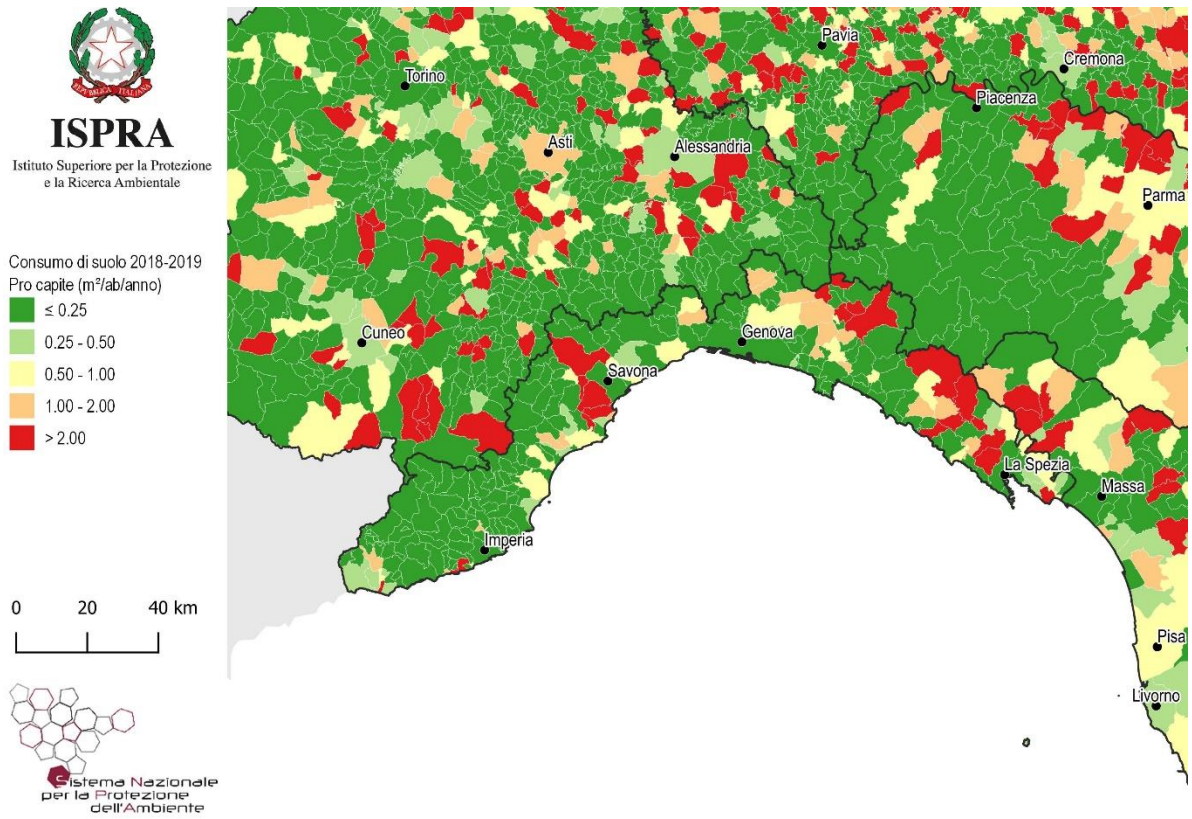 REPVBBLICA ITALIANA
ISPRA
Istituto Superiore per la Protezione
e la Ricerca Ambientale
Consumo di suolo 2018-2019
Pro capite (m²/ab/anno)
≤ 0.25
0.25 - 0.50
0.50 - 1.00
1.00 - 2.00
> 2.00
0 20 40 km
Sistema Nazionale
per la Protezione
dell'Ambiente
Pavia
Cremona
Torino
Piacenza
Asti
Alessandria
Parma
Cuneo
Genova
Savona
La Spezia
Massa
Imperia
Pisa
Livorno